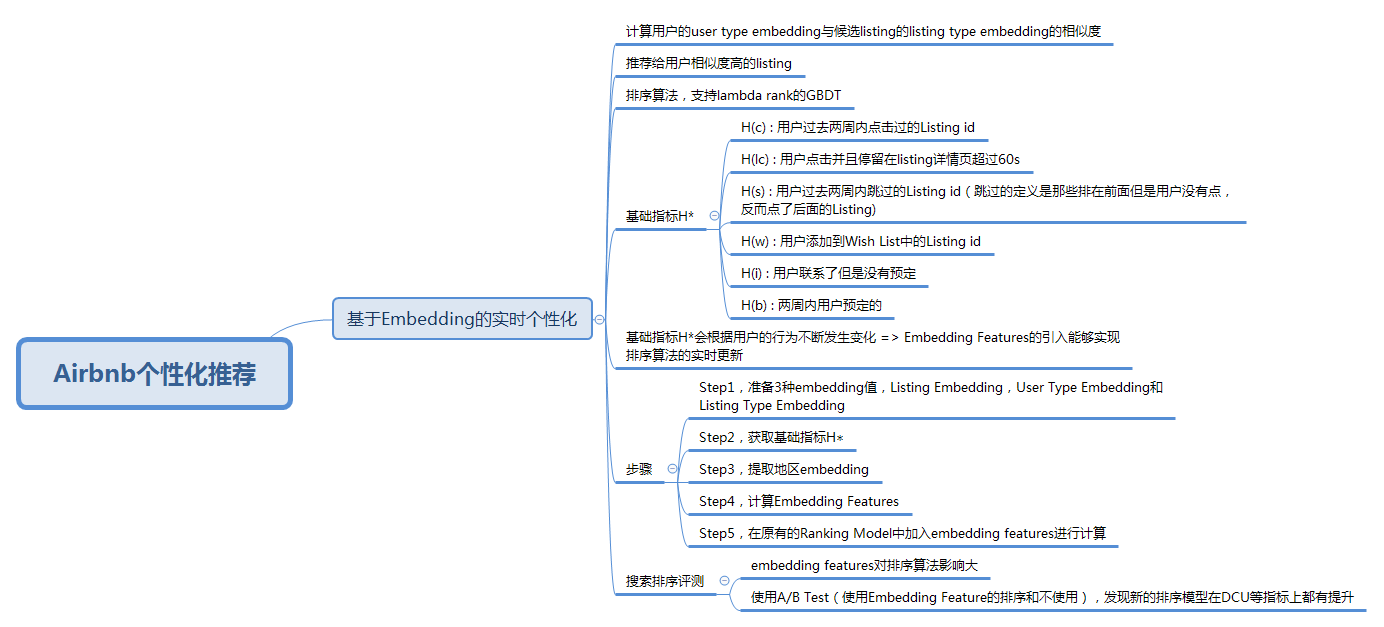 Airbnb个性化推荐
基于Embedding的实时个性化
计算用户的user type embedding与候选listing的listing type embedding的相似度
推荐给用户相似度高的listing
排序算法，支持lambda rank的GBDT
基础指标H*
H(c)：用户过去两周内点击过的Listing id
H(lc)：用户点击并且停留在listing详情页超过60s
H(s)：用户过去两周内跳过的Listing id（跳过的定义是那些排在前面但是用户没有点，
反而点了后面的Listing)
H(w)：用户添加到Wish List中的Listing id
H(i)：用户联系了但是没有预定
H(b)：两周内用户预定的
基础指标H*会根据用户的行为不断发生变化 => Embedding Features的引入能够实现
排序算法的实时更新
步骤
Step1，准备3种embedding值，Listing Embedding，User Type Embedding和
Listing Type Embedding
Step2，获取基础指标H*
Step3，提取地区embedding
Step4，计算Embedding Features
Step5，在原有的Ranking Model中加入embedding features进行计算
搜索排序评测
embedding features对排序算法影响大
使用A/B Test（使用Embedding Feature的排序和不使用），发现新的排序模型在DCU等指标上都有提升